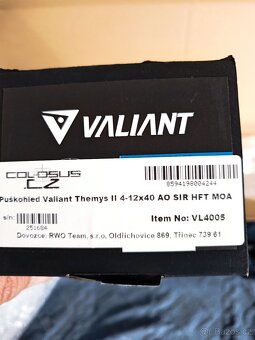 VALIANT
COLOSUS
.CZ
8594198004244
Puškohled Valiant Themys II 4-12x40 AO SIR HFT MOA
s/n:
251684
Item No: VL4005
Dovozce: RWO Team, s.r.o, Oldřichovice 869, Třinec 739 61